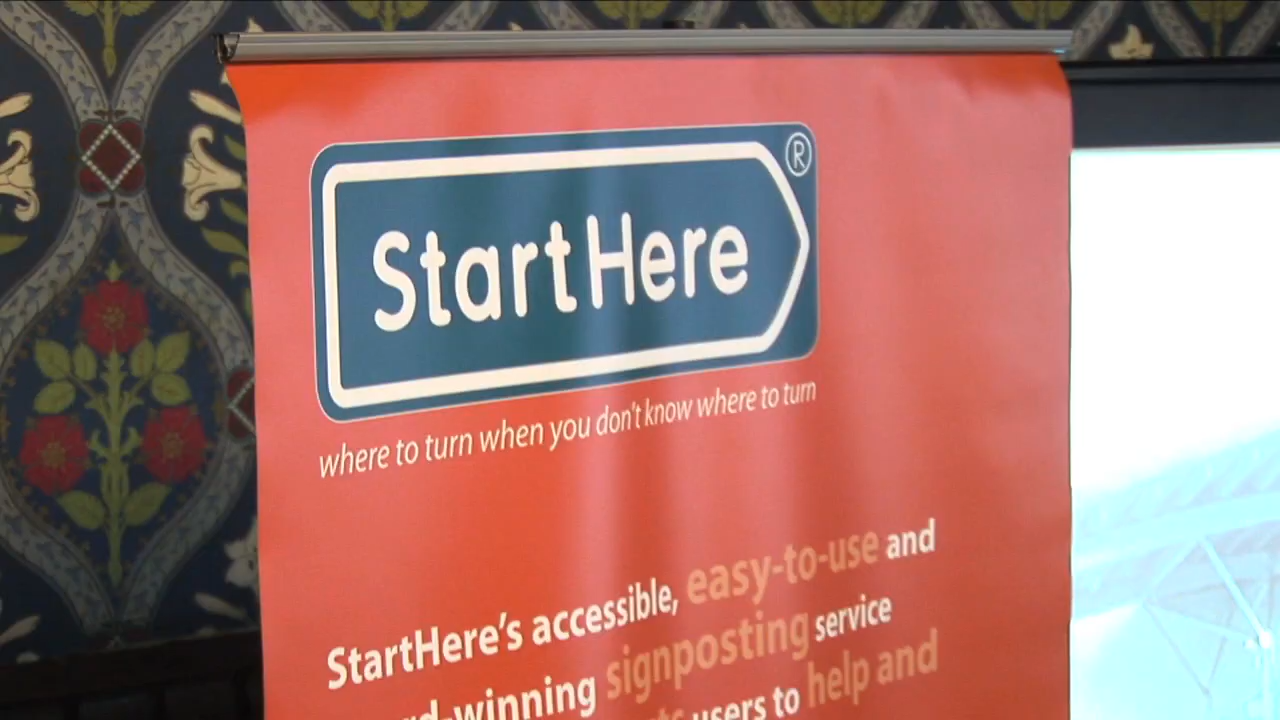 StartHere®
where to turn when you don't know where to turn
StartHere's accessible, easy-to-use and
winning signposting service
users to help and